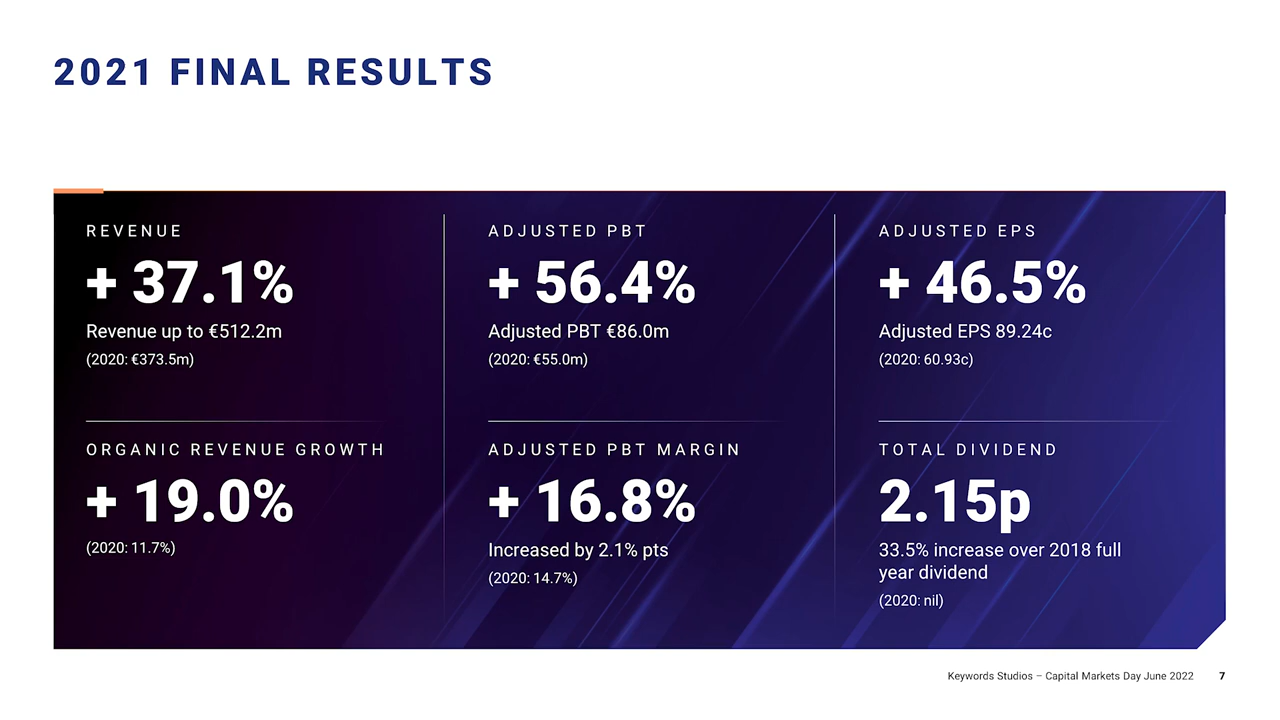 2021 FINAL RESULTS
REVENUE
+ 37.1%
Revenue up to €512.2m
(2020: €373.5m)
ADJUSTED PBT
+ 56.4%
Adjusted PBT €86.0m
(2020: €55.0m)
ADJUSTED EPS
+ 46.5%
Adjusted EPS 89.24c
(2020: 60.93c)
ORGANIC REVENUE GROWTH
+ 19.0%
(2020: 11.7%)
ADJUSTED PBT MARGIN
+ 16.8%
Increased by 2.1% pts
(2020: 14.7%)
TOTAL DIVIDEND
2.15p
33.5% increase over 2018 full
year dividend
(2020: nil)
Keywords Studios – Capital Markets Day June 2022 7